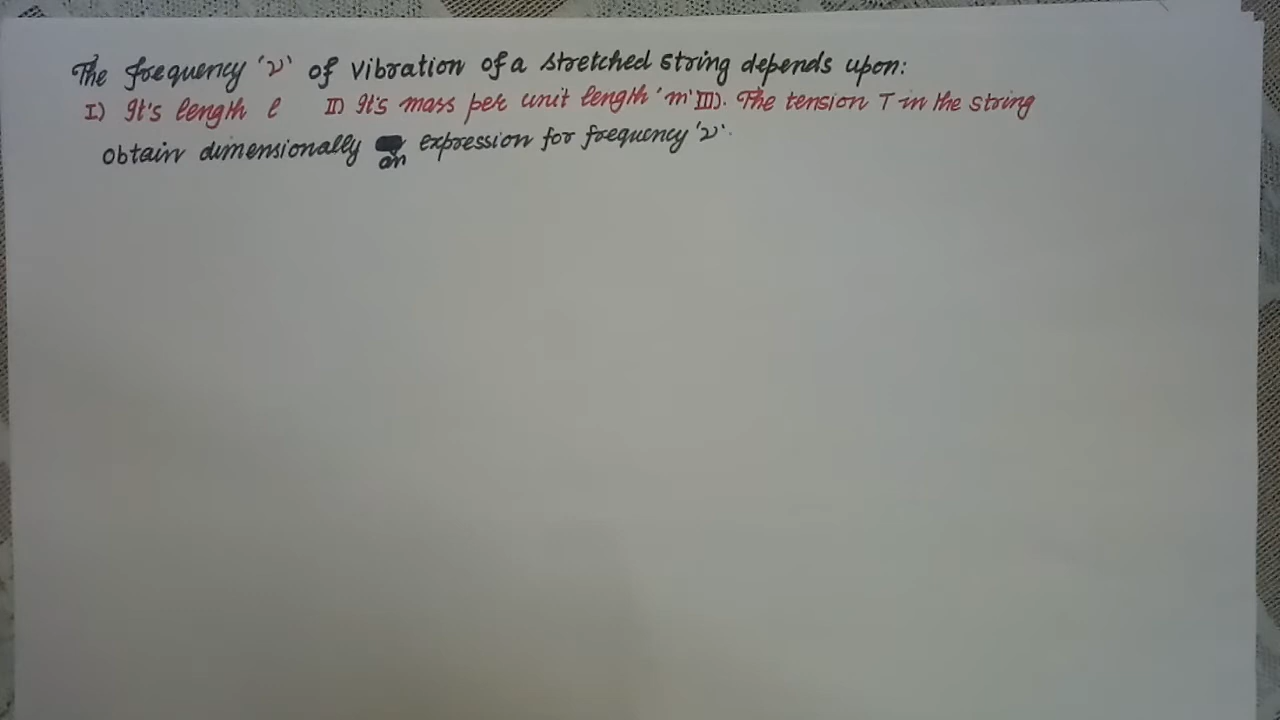 The frequency 'ν' of vibration of a stretched string depends upon:
I) It's length l II) It's mass per unit length 'm' III). The tension T in the string
obtain dimensionally an expression for frequency 'ν'.